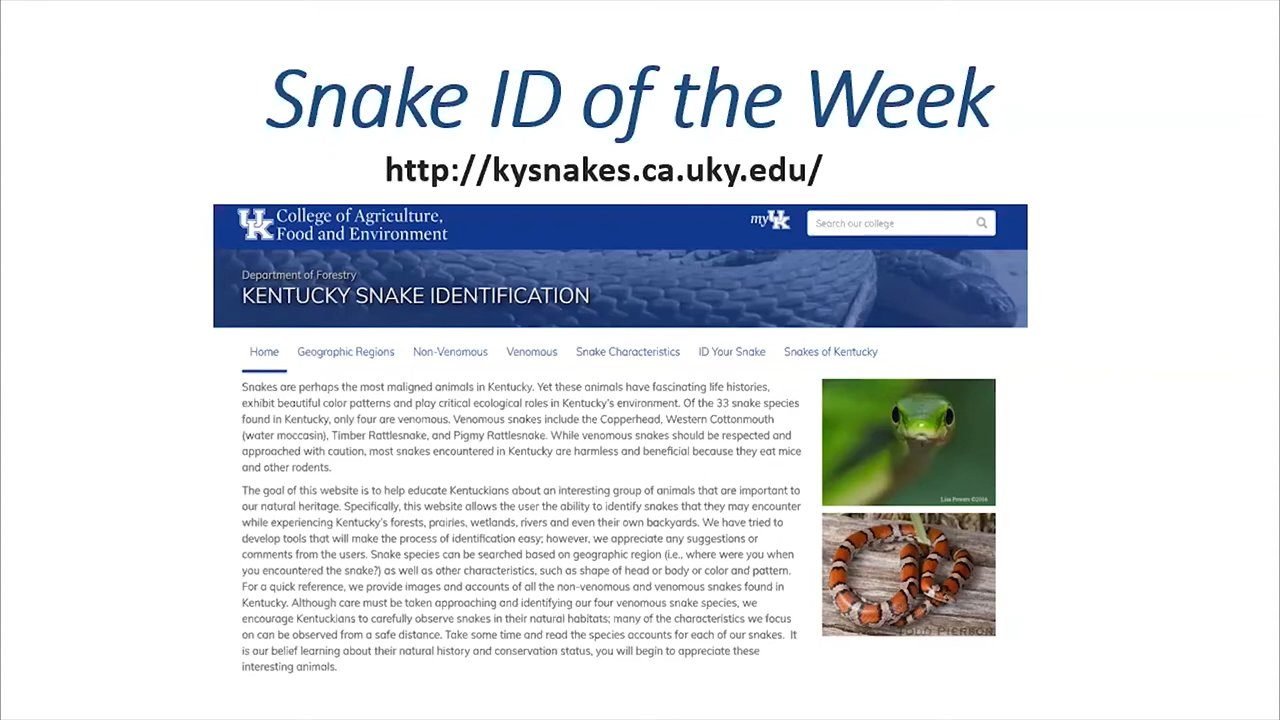 Snake ID of the Week
http://kysnakes.ca.uky.edu/
UK College of Agriculture,
Food and Environment
myUK
Search our college
Department of Forestry
KENTUCKY SNAKE IDENTIFICATION
Home Geographic Regions Non-Venomous Venomous Snake Characteristics ID Your Snake Snakes of Kentucky
Snakes are perhaps the most maligned animals in Kentucky. Yet these animals have fascinating life histories,
exhibit beautiful color patterns and play critical ecological roles in Kentucky's environment. Of the 33 snake species
found in Kentucky, only four are venomous. Venomous snakes include the Copperhead, Western Cottonmouth
(water moccasin), Timber Rattlesnake, and Pigmy Rattlesnake. While venomous snakes should be respected and
approached with caution, most snakes encountered in Kentucky are harmless and beneficial because they eat mice
and other rodents.
The goal of this website is to help educate Kentuckians about an interesting group of animals that are important to
our natural heritage. Specifically, this website allows the user the ability to identify snakes that they may encounter
while experiencing Kentucky's forests, prairies, wetlands, rivers and even their own backyards. We have tried to
develop tools that will make the process of identification easy; however, we appreciate any suggestions or
comments from the users. Snake species can be searched based on geographic region (i.e., where were you when
you encountered the snake?) as well as other characteristics, such as shape of head or body or color and pattern.
For a quick reference, we provide images and accounts of all the non-venomous and venomous snakes found in
Kentucky. Although care must be taken approaching and identifying our four venomous snake species, we
encourage Kentuckians to carefully observe snakes in their natural habitats; many of the characteristics we focus
on can be observed from a safe distance. Take some time and read the species accounts for each of our snakes. It
is our belief learning about their natural history and conservation status, you will begin to appreciate these
interesting animals.
Lisa Powers ©2016
TODD PIERSON